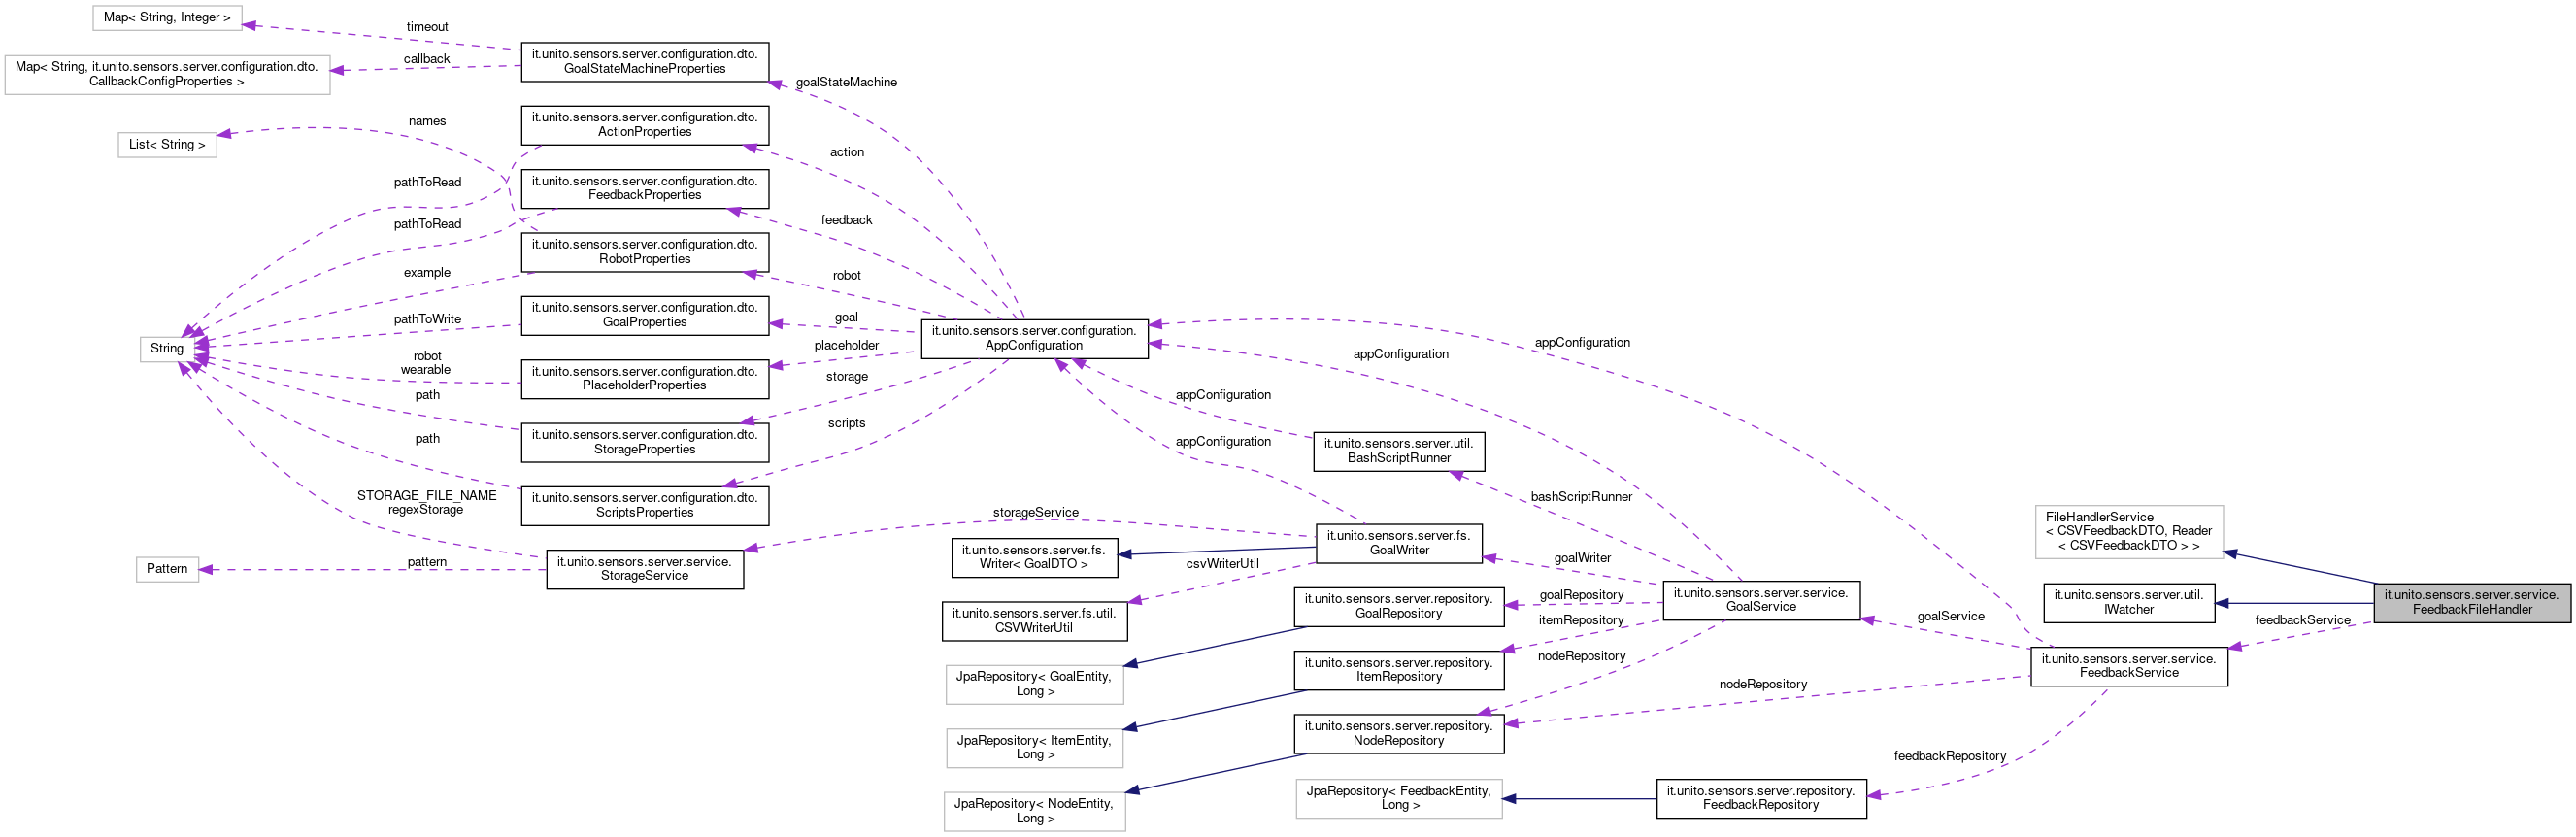 Map< String, Integer >
Map< String, it.unito.sensors.server.configuration.dto.
CallbackConfigProperties >
List< String >
String
Pattern
timeout
callback
names
pathToRead
pathToRead
example
pathToWrite
robot
wearable
path
path
STORAGE_FILE_NAME
regexStorage
pattern
it.unito.sensors.server.configuration.dto.
GoalStateMachineProperties
it.unito.sensors.server.configuration.dto.
ActionProperties
it.unito.sensors.server.configuration.dto.
FeedbackProperties
it.unito.sensors.server.configuration.dto.
RobotProperties
it.unito.sensors.server.configuration.dto.
GoalProperties
it.unito.sensors.server.configuration.dto.
PlaceholderProperties
it.unito.sensors.server.configuration.dto.
StorageProperties
it.unito.sensors.server.configuration.dto.
ScriptsProperties
it.unito.sensors.server.service.
StorageService
goalStateMachine
action
feedback
robot
goal
placeholder
storage
scripts
it.unito.sensors.server.configuration.
AppConfiguration
storageService
it.unito.sensors.server.fs.
Writer< GoalDTO >
it.unito.sensors.server.fs.util.
CSVWriterUtil
JpaRepository< GoalEntity,
Long >
JpaRepository< ItemEntity,
Long >
JpaRepository< NodeEntity,
Long >
appConfiguration
appConfiguration
csvWriterUtil
it.unito.sensors.server.util.
BashScriptRunner
it.unito.sensors.server.fs.
GoalWriter
it.unito.sensors.server.repository.
GoalRepository
it.unito.sensors.server.repository.
ItemRepository
it.unito.sensors.server.repository.
NodeRepository
JpaRepository< FeedbackEntity,
Long >
appConfiguration
appConfiguration
bashScriptRunner
goalWriter
goalRepository
itemRepository
nodeRepository
it.unito.sensors.server.service.
GoalService
nodeRepository
it.unito.sensors.server.repository.
FeedbackRepository
goalService
feedbackRepository
FileHandlerService
< CSVFeedbackDTO, Reader
< CSVFeedbackDTO > >
it.unito.sensors.server.util.
IWatcher
it.unito.sensors.server.service.
FeedbackService
feedbackService
it.unito.sensors.server.service.
FeedbackFileHandler